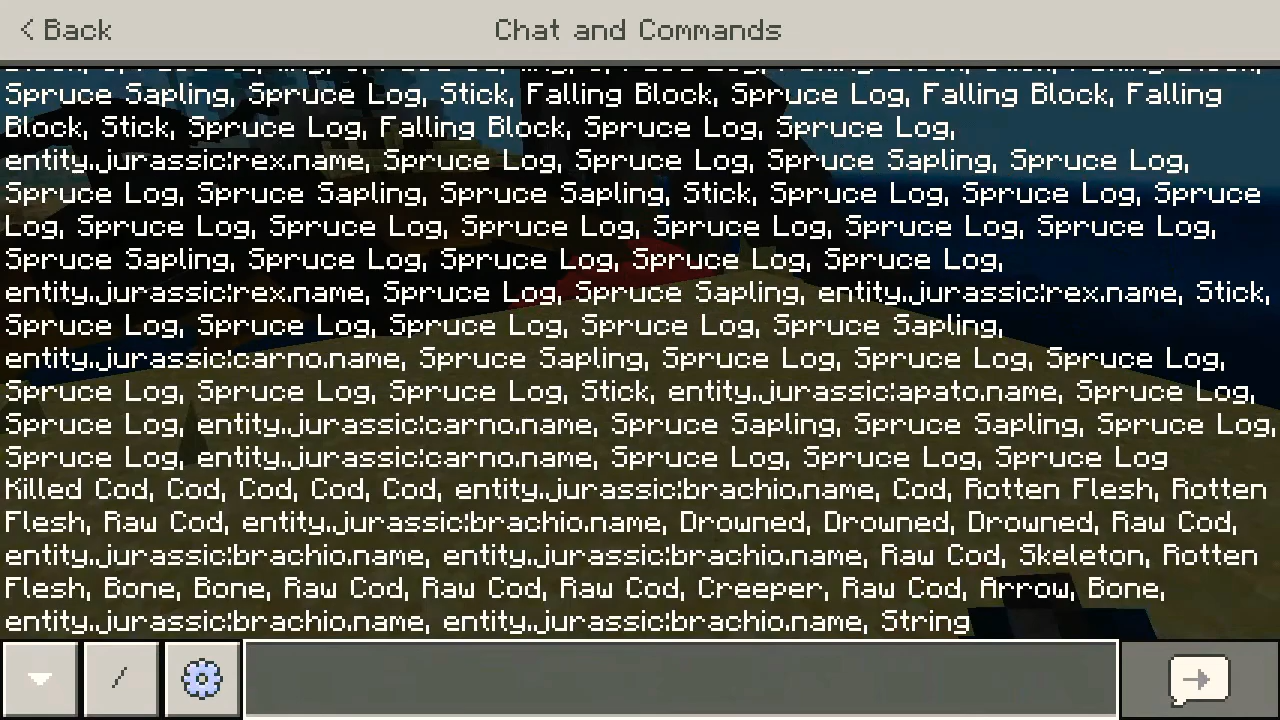 Back
Chat and Commands
Spruce Sapling, Spruce Log, Stick, Falling Block, Spruce Log, Falling Block, Falling
Block, Stick, Spruce Log, Falling Block, Spruce Log, Spruce Log,
entity..jurassic:rex.name, Spruce Log, Spruce Log, Spruce Sapling, Spruce Log,
Spruce Log, Spruce Sapling, Spruce Sapling, Stick, Spruce Log, Spruce Log, Spruce
Log, Spruce Log, Spruce Log, Spruce Log, Spruce Log, Spruce Log, Spruce Log,
Spruce Sapling, Spruce Log, Spruce Log, Spruce Log, Spruce Log,
entity..jurassic:rex.name, Spruce Log, Spruce Sapling, entity..jurassic:rex.name, Stick,
Spruce Log, Spruce Log, Spruce Log, Spruce Log, Spruce Sapling,
entity..jurassic:carno.name, Spruce Sapling, Spruce Log, Spruce Log, Spruce Log,
Spruce Log, Spruce Log, Spruce Log, Stick, entity..jurassic:apato.name, Spruce Log,
Spruce Log, entity..jurassic:carno.name, Spruce Sapling, Spruce Sapling, Spruce Log,
Spruce Log, entity..jurassic:carno.name, Spruce Log, Spruce Log, Spruce Log
Killed Cod, Cod, Cod, Cod, Cod, entity..jurassic:brachio.name, Cod, Rotten Flesh, Rotten
Flesh, Raw Cod, entity..jurassic:brachio.name, Drowned, Drowned, Drowned, Raw Cod,
entity..jurassic:brachio.name, entity..jurassic:brachio.name, Raw Cod, Skeleton, Rotten
Flesh, Bone, Bone, Raw Cod, Raw Cod, Raw Cod, Creeper, Raw Cod, Arrow, Bone,
entity..jurassic:brachio.name, entity..jurassic:brachio.name, String
/